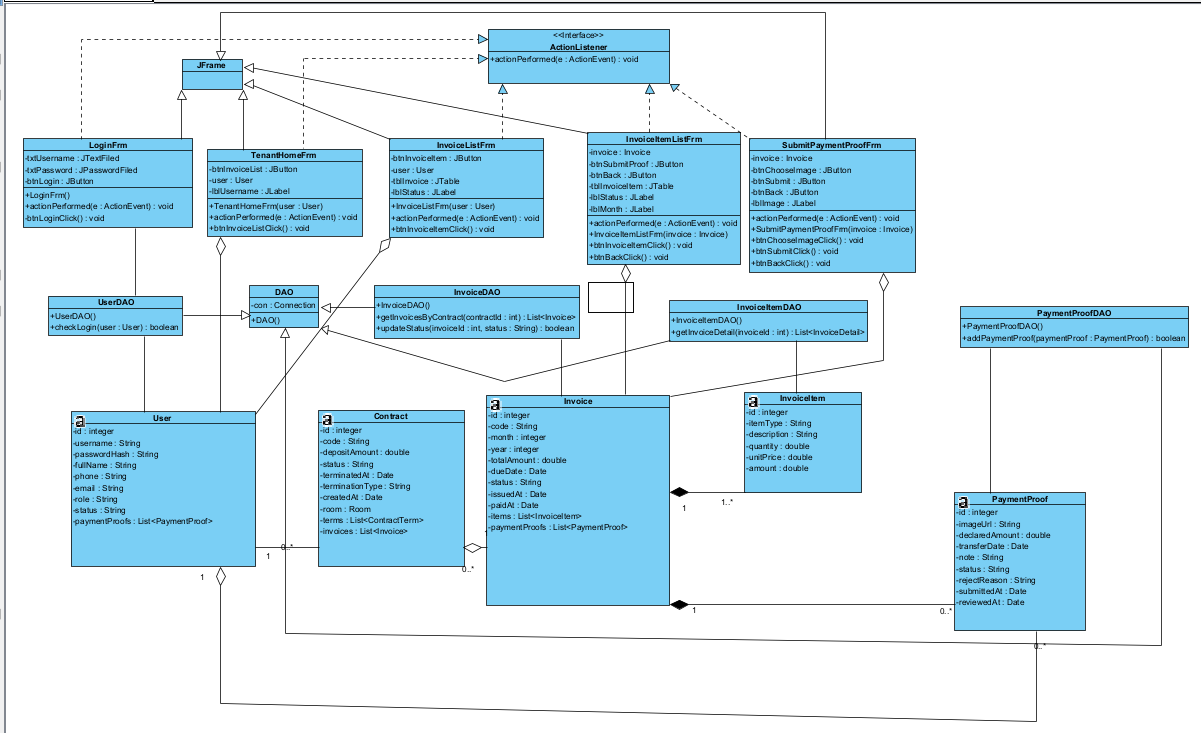 <<Interface>>
ActionListener
+actionPerformed(e : ActionEvent) : void
JFrame
LoginFrm
-txtUsername : JTextFiled
-txtPassword : JPasswordFiled
-btnLogin : JButton
+LoginFrm()
+actionPerformed(e : ActionEvent) : void
-btnLoginClick() : void
TenantHomeFrm
-btnInvoiceList : JButton
-user : User
-lblUsername : JLabel
+TenantHomeFrm(user : User)
+actionPerformed(e : ActionEvent) : void
+btnInvoiceListClick() : void
InvoiceListFrm
-btnInvoiceItem : JButton
-user : User
-tblInvoice : JTable
-lblStatus : JLabel
+InvoiceListFrm(user : User)
+actionPerformed(e : ActionEvent) : void
+btnInvoiceItemClick() : void
InvoiceItemListFrm
-invoice : Invoice
-btnSubmitProof : JButton
-btnBack : JButton
-tblInvoiceItem : JTable
-lblStatus : JLabel
-lblMonth : JLabel
+actionPerformed(e : ActionEvent) : void
+InvoiceItemListFrm(invoice : Invoice)
+btnInvoiceItemClick() : void
+btnBackClick() : void
SubmitPaymentProofFrm
-invoice : Invoice
-btnChooseImage : JButton
-btnSubmit : JButton
-btnBack : JButton
-lblImage : JLabel
+actionPerformed(e : ActionEvent) : void
+SubmitPaymentProofFrm(invoice : Invoice)
+btnChooseImageClick() : void
+btnSubmitClick() : void
+btnBackClick() : void
UserDAO
+UserDAO()
+checkLogin(user : User) : boolean
DAO
-con : Connection
+DAO()
InvoiceDAO
+InvoiceDAO()
+getInvoicesByContract(contractId : int) : List<Invoice>
+updateStatus(invoiceId : int, status : String) : boolean
InvoiceItemDAO
+InvoiceItemDAO()
+getInvoiceDetail(invoiceId : int) : List<InvoiceDetail>
PaymentProofDAO
+PaymentProofDAO()
+addPaymentProof(paymentProof : PaymentProof) : boolean
a
User
-id : integer
-username : String
-passwordHash : String
-fullName : String
-phone : String
-email : String
-role : String
-status : String
-paymentProofs : List<PaymentProof>
a
Contract
-id : integer
-code : String
-depositAmount : double
-status : String
-terminatedAt : Date
-terminationType : String
-createdAt : Date
-room : Room
-terms : List<ContractTerm>
-invoices : List<Invoice>
a
Invoice
-id : integer
-code : String
-month : integer
-year : integer
-totalAmount : double
-dueDate : Date
-status : String
-issuedAt : Date
-paidAt : Date
-items : List<InvoiceItem>
-paymentProofs : List<PaymentProof>
a
InvoiceItem
-id : integer
-itemType : String
-description : String
-quantity : double
-unitPrice : double
-amount : double
a
PaymentProof
-id : integer
-imageUrl : String
-declaredAmount : double
-transferDate : Date
-note : String
-status : String
-rejectReason : String
-submittedAt : Date
-reviewedAt : Date
1
1..*
1
0..*
1
0..*
1
0..*
1
0..*